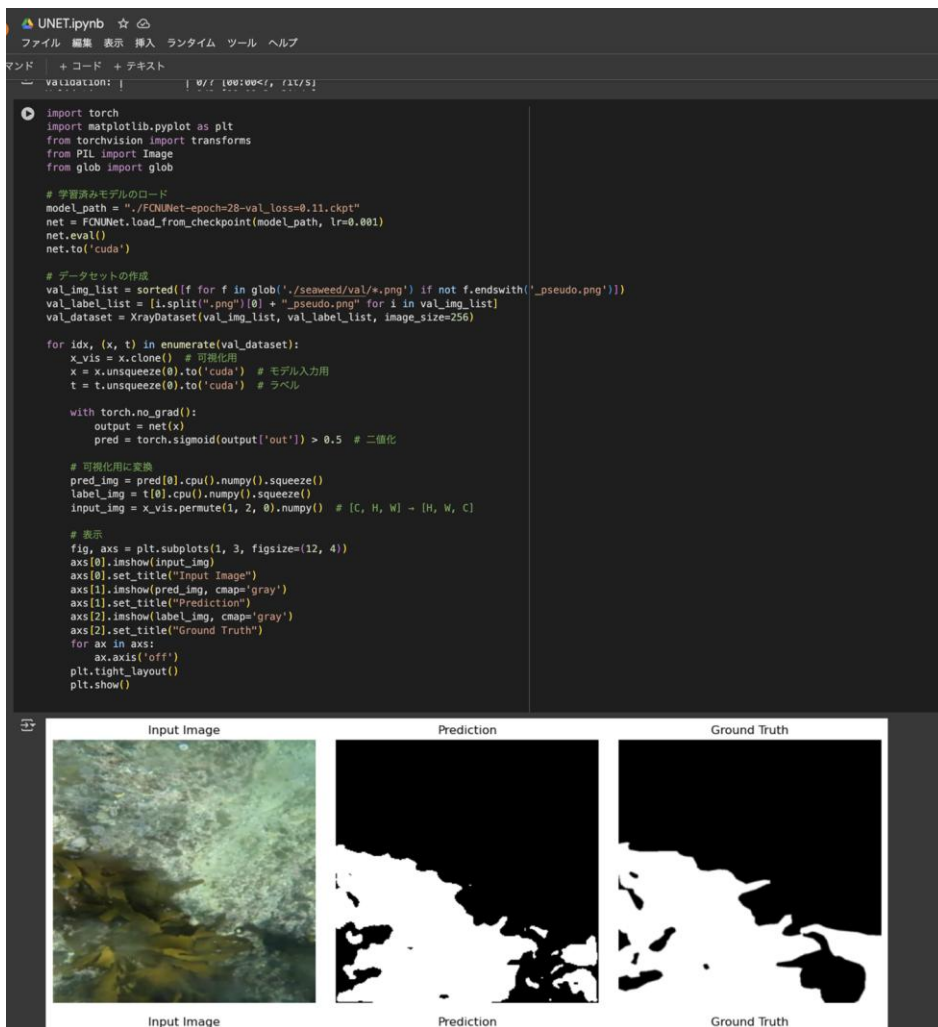 UNET.ipynb
ファイル 編集 表示 挿入 ランタイム ツール ヘルプ
マンド + コード + テキスト
Validation: | | 0/? [00:00<?, ?it/s]
import torch
import matplotlib.pyplot as plt
from torchvision import transforms
from PIL import Image
from glob import glob
# 学習済みモデルのロード
model_path = "./FCNUNet-epoch=28-val_loss=0.11.ckpt"
net = FCNUNet.load_from_checkpoint(model_path, lr=0.001)
net.eval()
net.to('cuda')
# データセットの作成
val_img_list = sorted([f for f in glob('./seaweed/val/*.png') if not f.endswith('_pseudo.png')])
val_label_list = [i.split(".png")[0] + "_pseudo.png" for i in val_img_list]
val_dataset = XrayDataset(val_img_list, val_label_list, image_size=256)
for idx, (x, t) in enumerate(val_dataset):
x_vis = x.clone() # 可視化用
x = x.unsqueeze(0).to('cuda') # モデル入力用
t = t.unsqueeze(0).to('cuda') # ラベル
with torch.no_grad():
output = net(x)
pred = torch.sigmoid(output['out']) > 0.5 # 二値化
# 可視化用に変換
pred_img = pred[0].cpu().numpy().squeeze()
label_img = t[0].cpu().numpy().squeeze()
input_img = x_vis.permute(1, 2, 0).numpy() # [C, H, W] → [H, W, C]
# 表示
fig, axs = plt.subplots(1, 3, figsize=(12, 4))
axs[0].imshow(input_img)
axs[0].set_title("Input Image")
axs[1].imshow(pred_img, cmap='gray')
axs[1].set_title("Prediction")
axs[2].imshow(label_img, cmap='gray')
axs[2].set_title("Ground Truth")
for ax in axs:
ax.axis('off')
plt.tight_layout()
plt.show()
Input Image Prediction Ground Truth
Input Image Prediction Ground Truth